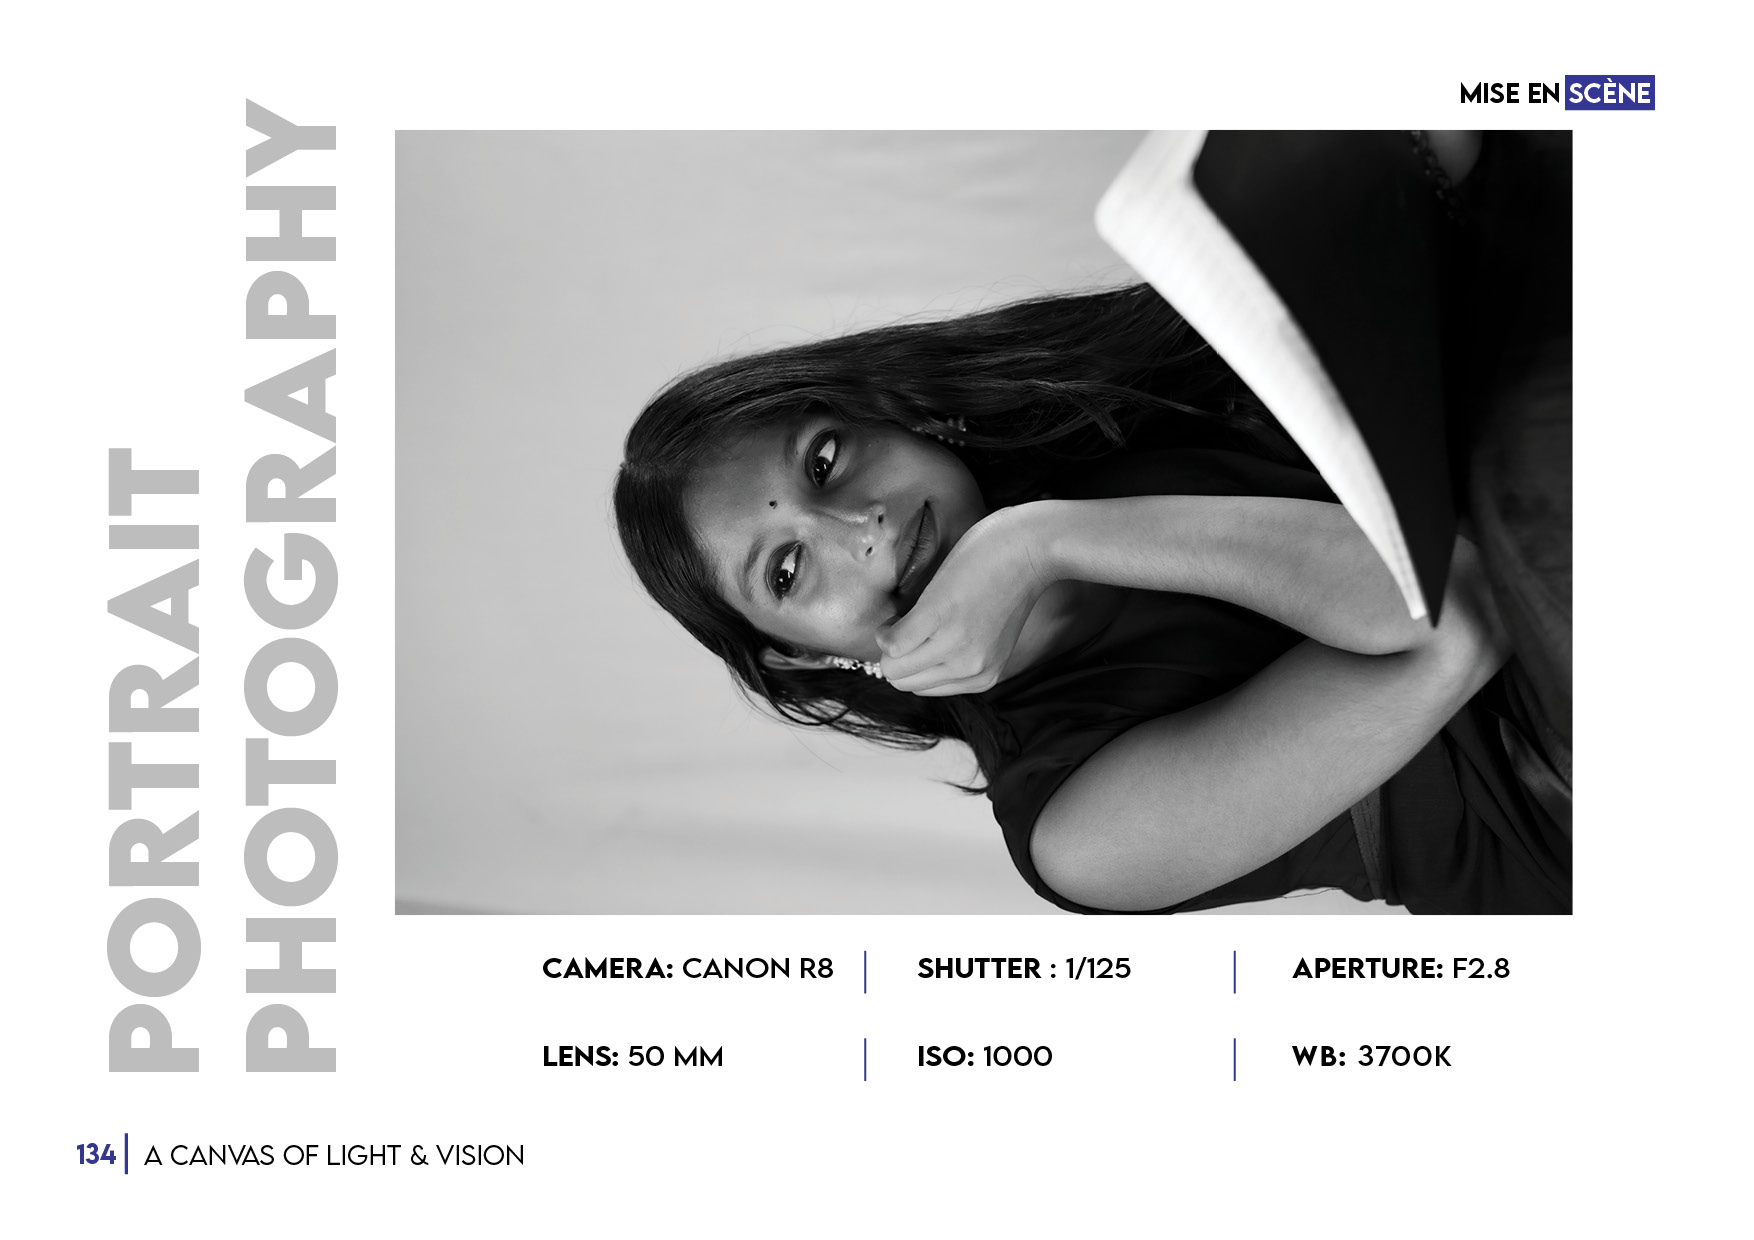 MISE EN SCÈNE
PORTRAIT
PHOTOGRAPHY
CAMERA: CANON R8
SHUTTER : 1/125
APERTURE: F2.8
LENS: 50 MM
ISO: 1000
WB: 3700K
134
A CANVAS OF LIGHT & VISION